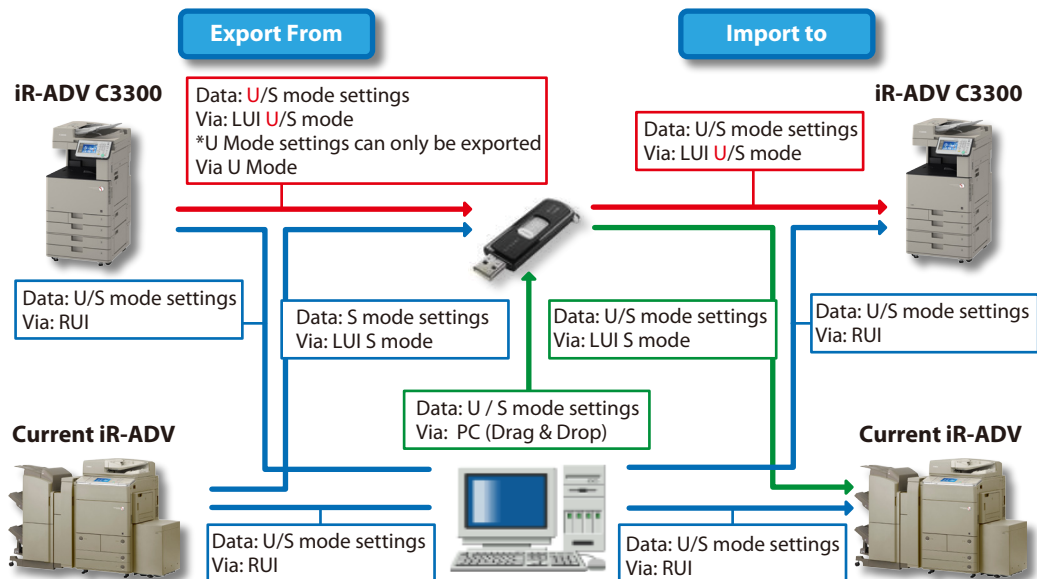 Export From
Import to
iR-ADV C3300
Data: U/S mode settings
Via: LUI U/S mode
*U Mode settings can only be exported
Via U Mode
iR-ADV C3300
Data: U/S mode settings
Via: LUI U/S mode
Data: U/S mode settings
Via: RUI
Data: S mode settings
Via: LUI S mode
Data: U/S mode settings
Via: LUI S mode
Data: U/S mode settings
Via: RUI
Data: U / S mode settings
Via: PC (Drag & Drop)
Current iR-ADV
Current iR-ADV
Data: U/S mode settings
Via: RUI
Data: U/S mode settings
Via: RUI